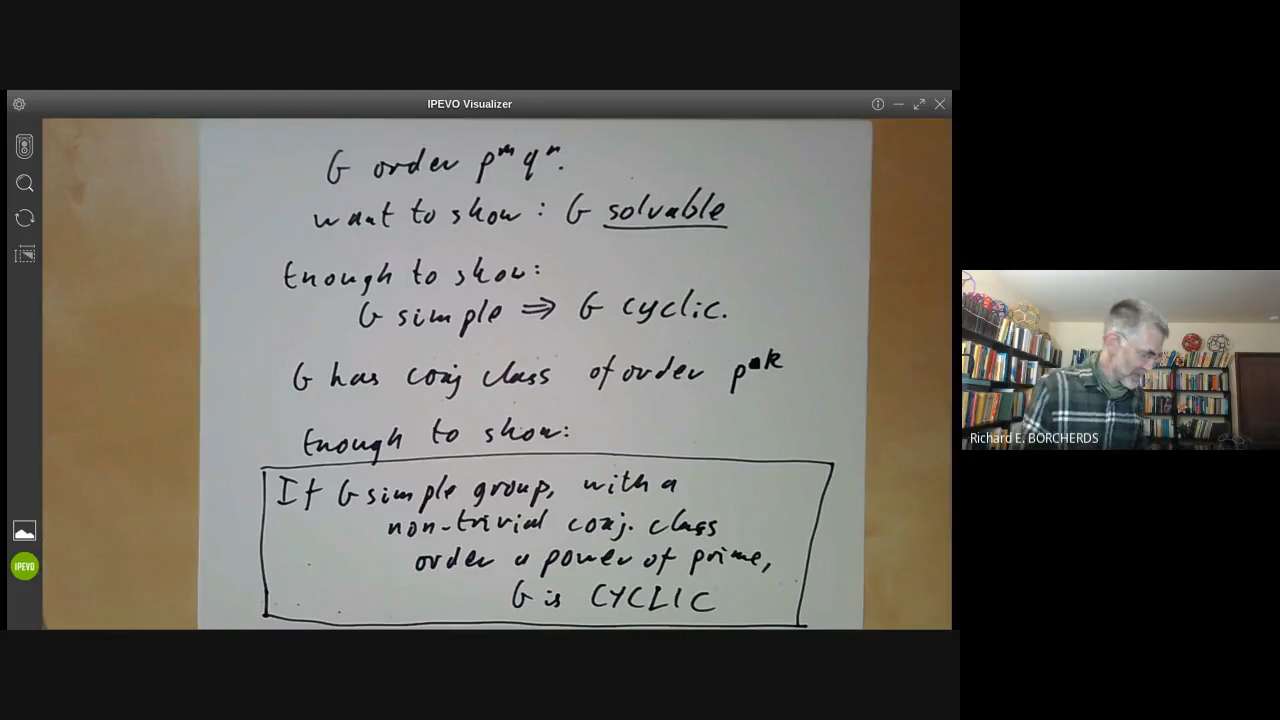 IPEVO Visualizer
G order p^m q^n.
want to show: G solvable
Enough to show:
G simple ⇒ G cyclic.
G has conj class of order p^k
Enough to show:
If G simple group, with a
non-trivial conj. class
order a power of prime,
G is CYCLIC
IPEVO
Richard E. BORCHERDS